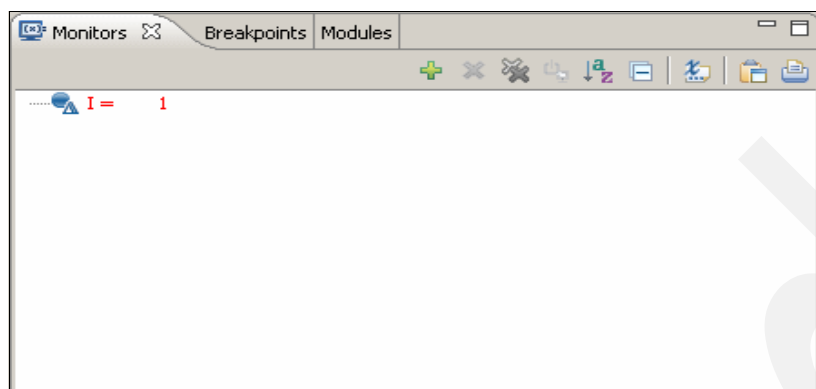 Monitors Breakpoints Modules
I = 1